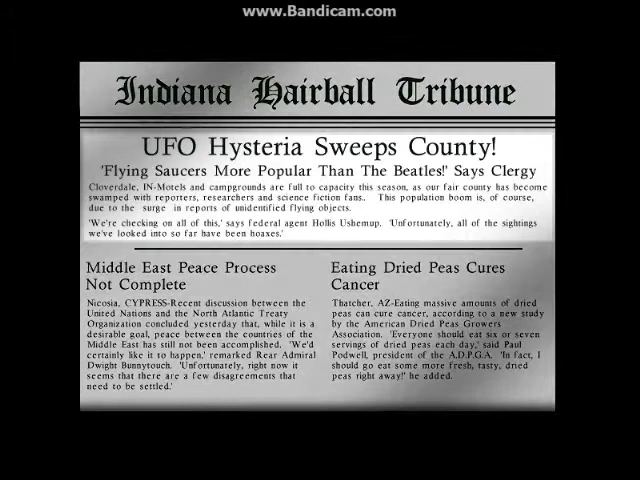 www.Bandicam.com
Indiana Hairball Tribune
UFO Hysteria Sweeps County!
'Flying Saucers More Popular Than The Beatles!' Says Clergy
Cloverdale, IN-Motels and campgrounds are full to capacity this season, as our fair county has become
swamped with reporters, researchers and science fiction fans. This population boom is, of course,
due to the surge in reports of unidentified flying objects.
'We're checking on all of this,' says federal agent Hollis Ushemup. 'Unfortunately, all of the sightings
we've looked into so far have been hoaxes.'
Middle East Peace Process
Not Complete
Nicosia, CYPRESS-Recent discussion between the
United Nations and the North Atlantic Treaty
Organization concluded yesterday that, while it is a
desirable goal, peace between the countries of the
Middle East has still not been accomplished. 'We'd
certainly like it to happen,' remarked Rear Admiral
Dwight Bunnytouch. 'Unfortunately, right now it
seems that there are a few disagreements that
need to be settled.'
Eating Dried Peas Cures
Cancer
Thatcher, AZ-Eating massive amounts of dried
peas can cure cancer, according to a new study
by the American Dried Peas Growers
Association. 'Everyone should eat six or seven
servings of dried peas each day,' said Paul
Podwell, president of the A.D.P.G.A. 'In fact, I
should go eat some more fresh, tasty, dried
peas right away!' he added.